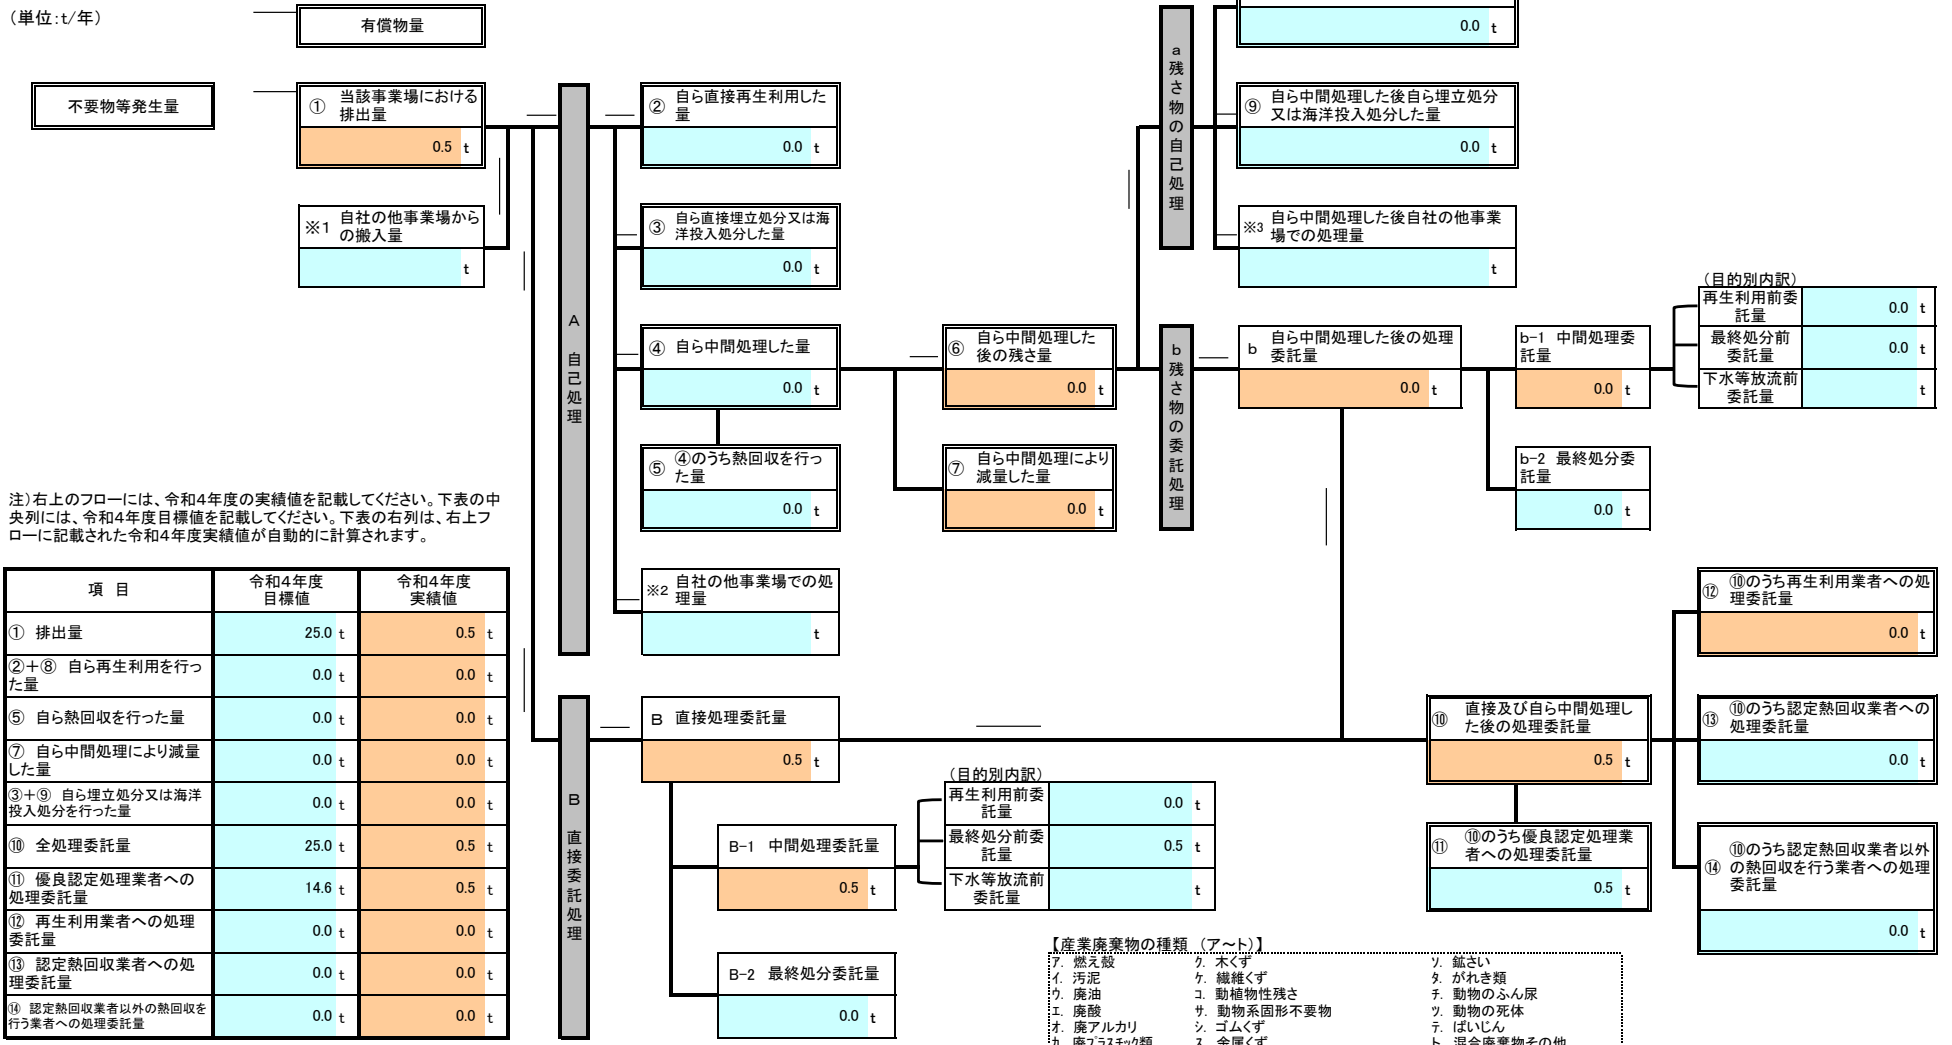 （単位：t/年）
有償物量
不要物等発生量
① 当該事業場における
排出量
0.5 t
※1 自社の他事業場から
の搬入量
t
A 自己処理
② 自ら直接再生利用した
量
0.0 t
③ 自ら直接埋立処分又は海
洋投入処分した量
0.0 t
④ 自ら中間処理した量
0.0 t
⑤ ④のうち熱回収を行っ
た量
0.0 t
※2 自社の他事業場での処
理量
t
⑥ 自ら中間処理した
後の残さ量
0.0 t
⑦ 自ら中間処理により
減量した量
0.0 t
a 残さ物の自己処理
0.0 t
⑨ 自ら中間処理した後自ら埋立処分
又は海洋投入処分した量
0.0 t
※3 自ら中間処理した後自社の他事業
場での処理量
t
b 残さ物の委託処理
b 自ら中間処理した後の処理
委託量
0.0 t
b-1 中間処理委
託量
0.0 t
b-2 最終処分委
託量
0.0 t
（目的別内訳）
再生利用前委
託量
0.0 t
最終処分前
委託量
0.0 t
下水等放流前
委託量
t
注）右上のフローには、令和４年度の実績値を記載してください。下表の中
央列には、令和４年度目標値を記載してください。下表の右列は、右上フ
ローに記載された令和４年度実績値が自動的に計算されます。
項 目 令和４年度 目標値 令和４年度 実績値
① 排出量 25.0 t 0.5 t
②＋⑧ 自ら再生利用を行っ
た量 0.0 t 0.0 t
⑤ 自ら熱回収を行った量 0.0 t 0.0 t
⑦ 自ら中間処理により減量
した量 0.0 t 0.0 t
③＋⑨ 自ら埋立処分又は海洋
投入処分を行った量 0.0 t 0.0 t
⑩ 全処理委託量 25.0 t 0.5 t
⑪ 優良認定処理業者への
処理委託量 14.6 t 0.5 t
⑫ 再生利用業者への処理
委託量 0.0 t 0.0 t
⑬ 認定熱回収業者への処
理委託量 0.0 t 0.0 t
⑭ 認定熱回収業者以外の熱回収を
行う業者への処理委託量 0.0 t 0.0 t
B 直接委託処理
B 直接処理委託量
0.5 t
B-1 中間処理委託量
0.5 t
B-2 最終処分委託量
0.0 t
（目的別内訳）
再生利用前委
託量
0.0 t
最終処分前委
託量
0.5 t
下水等放流前
委託量
t
⑩ 直接及び自ら中間処理し
た後の処理委託量
0.5 t
⑪ ⑩のうち優良認定処理業
者への処理委託量
0.5 t
⑫ ⑩のうち再生利用業者への処
理委託量
0.0 t
⑬ ⑩のうち認定熱回収業者への
処理委託量
0.0 t
⑭ ⑩のうち認定熱回収業者以外
の熱回収を行う業者への処理
委託量
0.0 t
【産業廃棄物の種類 （ア～ト）】
ア. 燃え殻 ク. 木くず ソ. 鉱さい
イ. 汚泥 ケ. 繊維くず タ. がれき類
ウ. 廃油 コ. 動植物性残さ チ. 動物のふん尿
エ. 廃酸 サ. 動物系固形不要物 ツ. 動物の死体
オ. 廃アルカリ シ. ゴムくず テ. ばいじん
カ. 廃プラスチック類 ス. 金属くず ト. 混合廃棄物その他